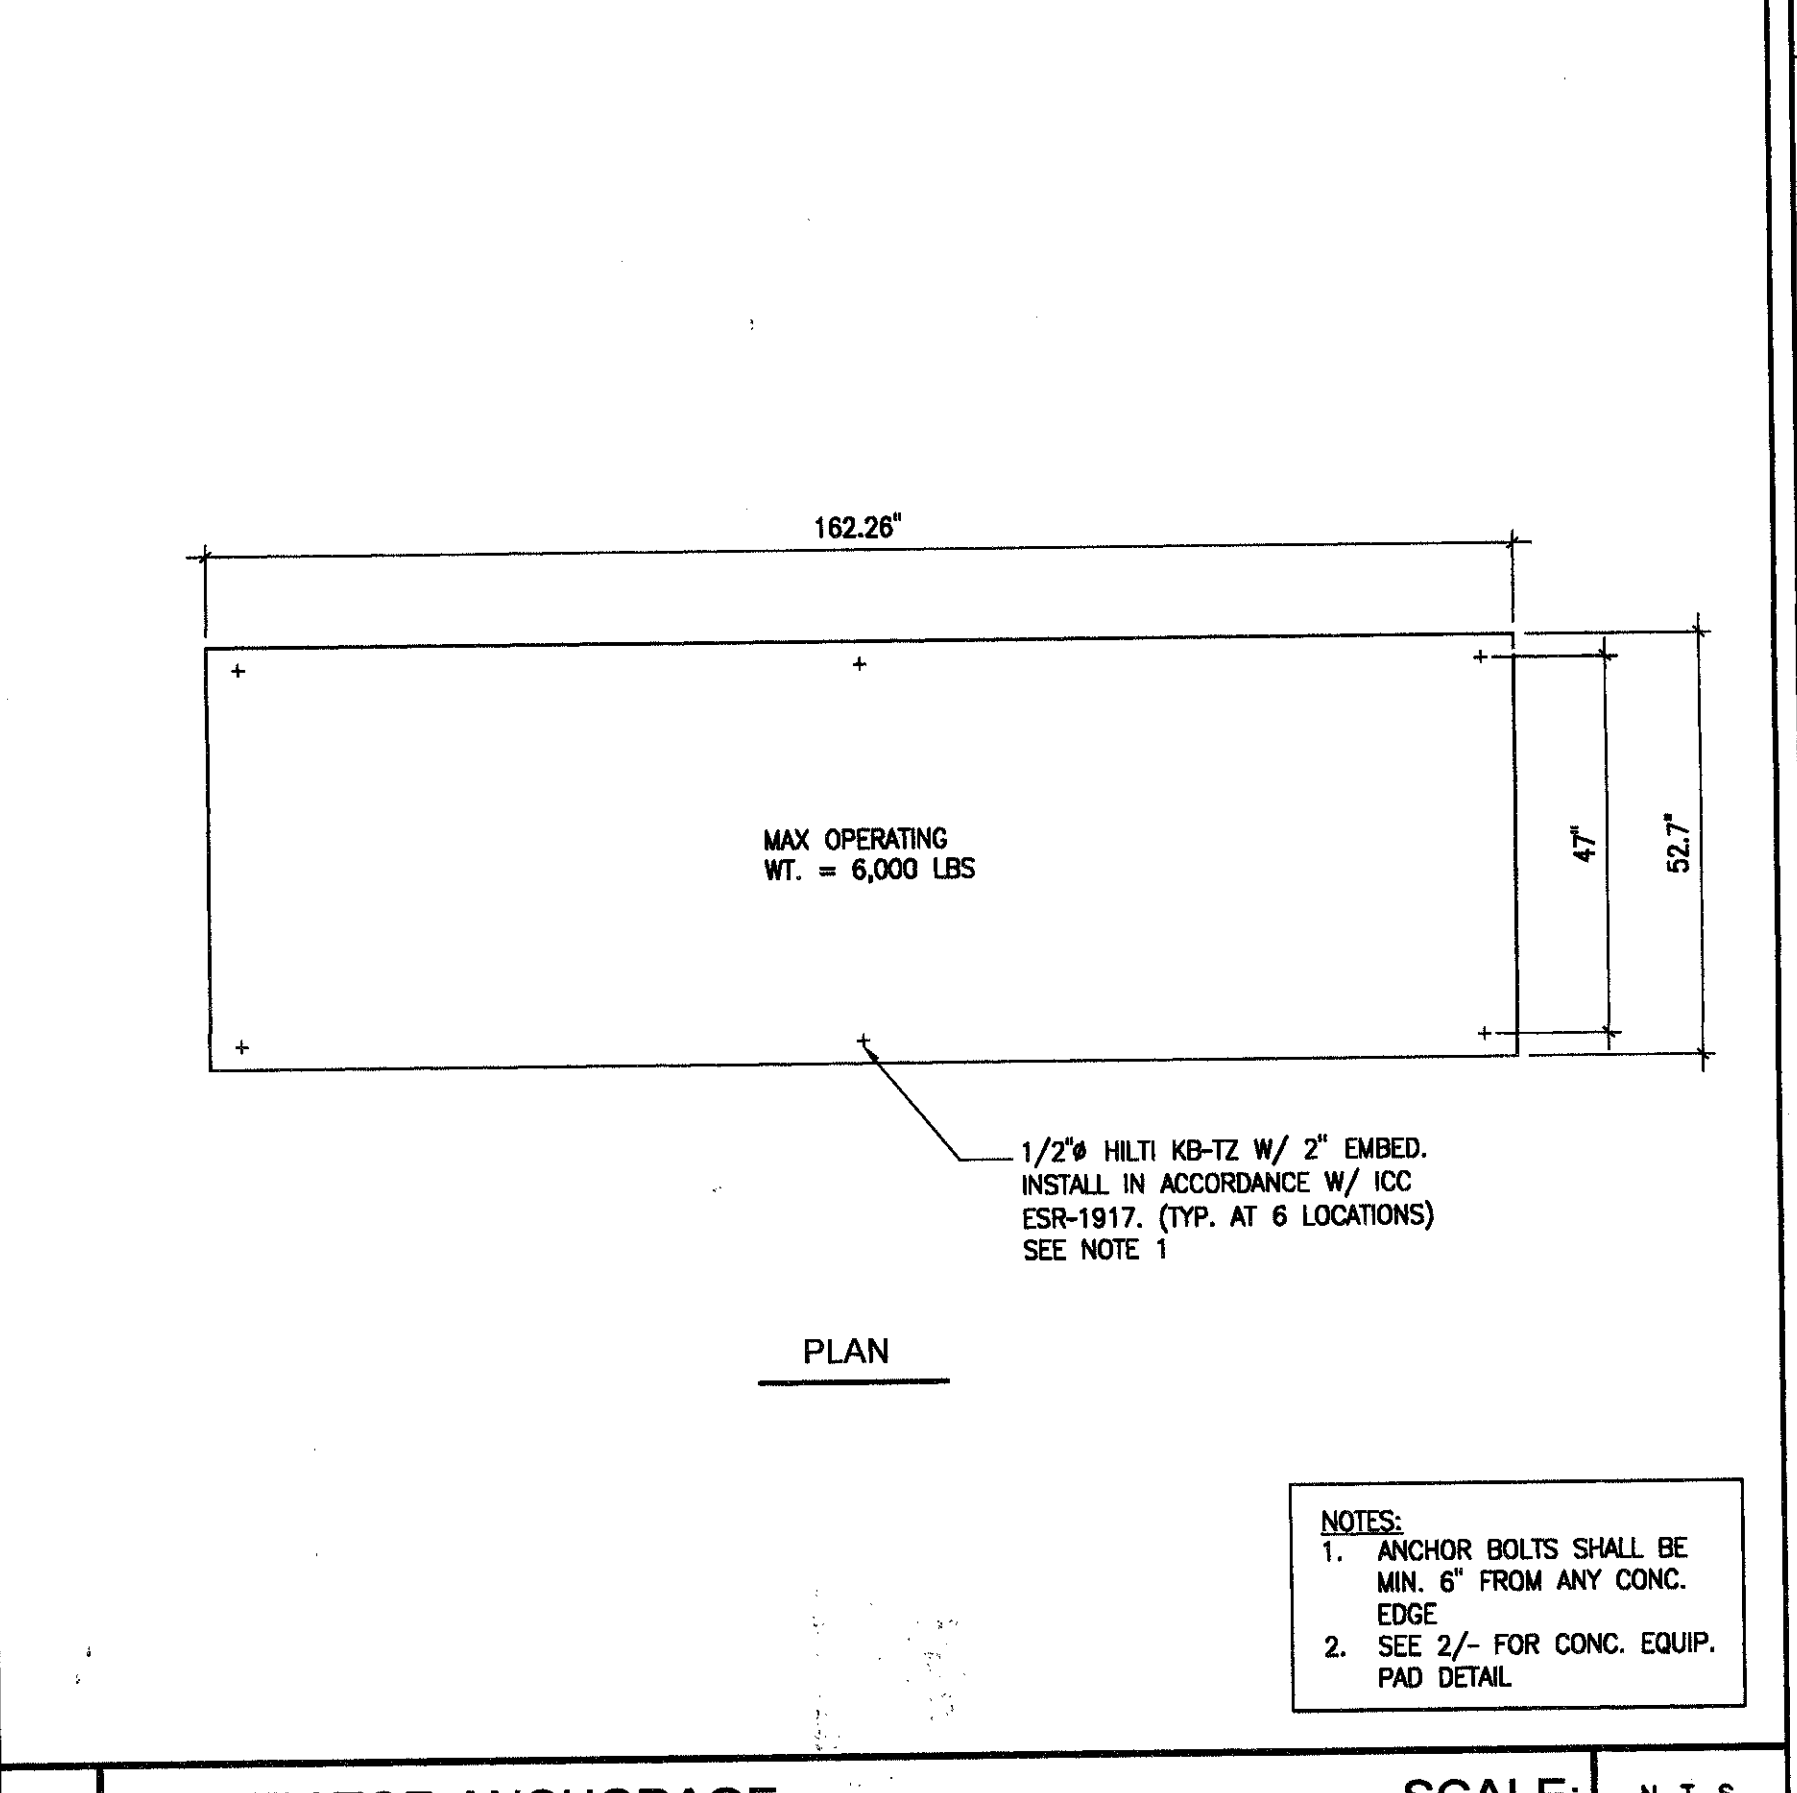 162.26"
MAX OPERATING
WT. = 6,000 LBS
47"
52.7"
1/2"ø HILTI KB-TZ W/ 2" EMBED.
INSTALL IN ACCORDANCE W/ ICC
ESR-1917. (TYP. AT 6 LOCATIONS)
SEE NOTE 1
PLAN
NOTES:
1. ANCHOR BOLTS SHALL BE
MIN. 6" FROM ANY CONC.
EDGE
2. SEE 2/- FOR CONC. EQUIP.
PAD DETAIL
ANCHORAGE
SCALE:
N.T.S.